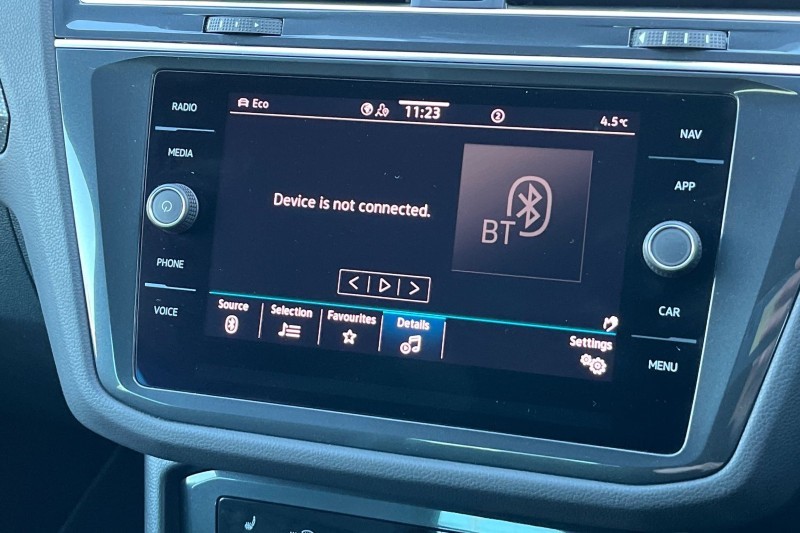 RADIO
MEDIA
PHONE
VOICE
Eco
11:23
2
4.5°C
Device is not connected.
BT
Source
Selection
Favourites
Details
Settings
NAV
APP
CAR
MENU